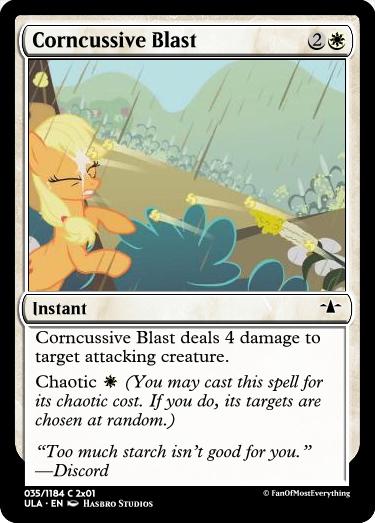 Corncussive Blast 2
Instant
Corncussive Blast deals 4 damage to
target attacking creature.
Chaotic (You may cast this spell for
its chaotic cost. If you do, its targets are
chosen at random.)
“Too much starch isn’t good for you.”
—Discord
035/1184 C 2x01
ULA • EN Hasbro Studios
© FanOfMostEverything